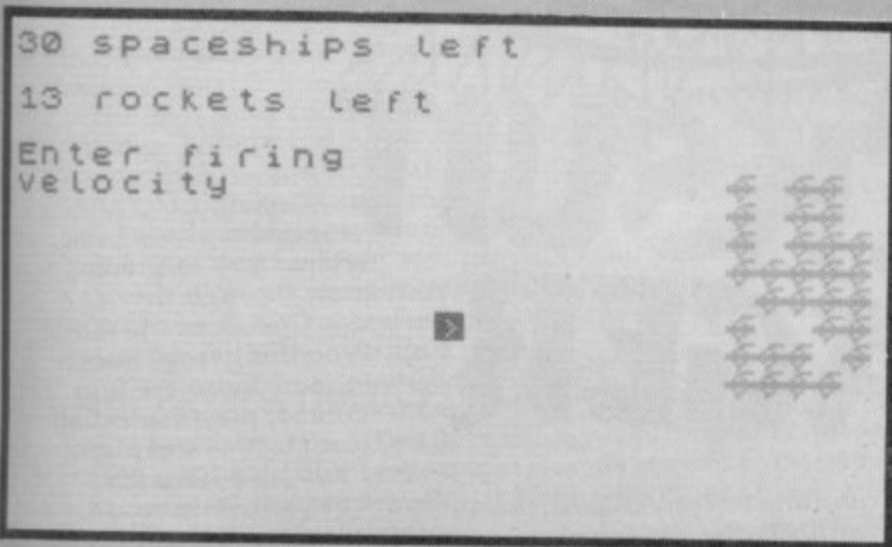 30 spaceships left
13 rockets left
Enter firing
velocity
>